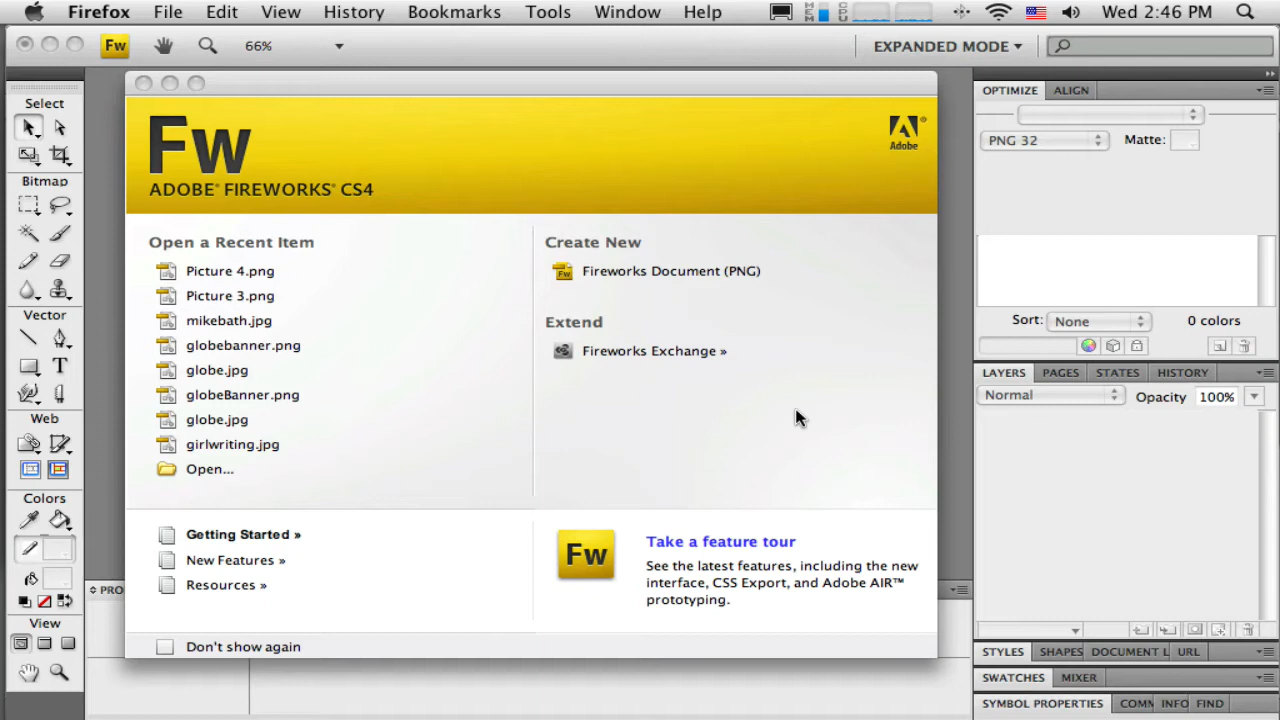 Firefox File Edit View History Bookmarks Tools Window Help Wed 2:46 PM
Fw 66% EXPANDED MODE
Select
Bitmap
Vector
T
Web
Colors
View
Fw
ADOBE® FIREWORKS® CS4
Adobe
Open a Recent Item
Picture 4.png
Picture 3.png
mikebath.jpg
globebanner.png
globe.jpg
globeBanner.png
globe.jpg
girlwriting.jpg
Open...
Create New
Fw Fireworks Document (PNG)
Extend
Fireworks Exchange »
Getting Started »
New Features »
Resources »
Fw
Take a feature tour
See the latest features, including the new
interface, CSS Export, and Adobe AIR™
prototyping.
Don't show again
PRO
OPTIMIZE ALIGN
PNG 32 Matte:
Sort: None 0 colors
LAYERS PAGES STATES HISTORY
Normal Opacity 100%
STYLES SHAPES DOCUMENT L URL
SWATCHES MIXER
SYMBOL PROPERTIES COMM INFO FIND